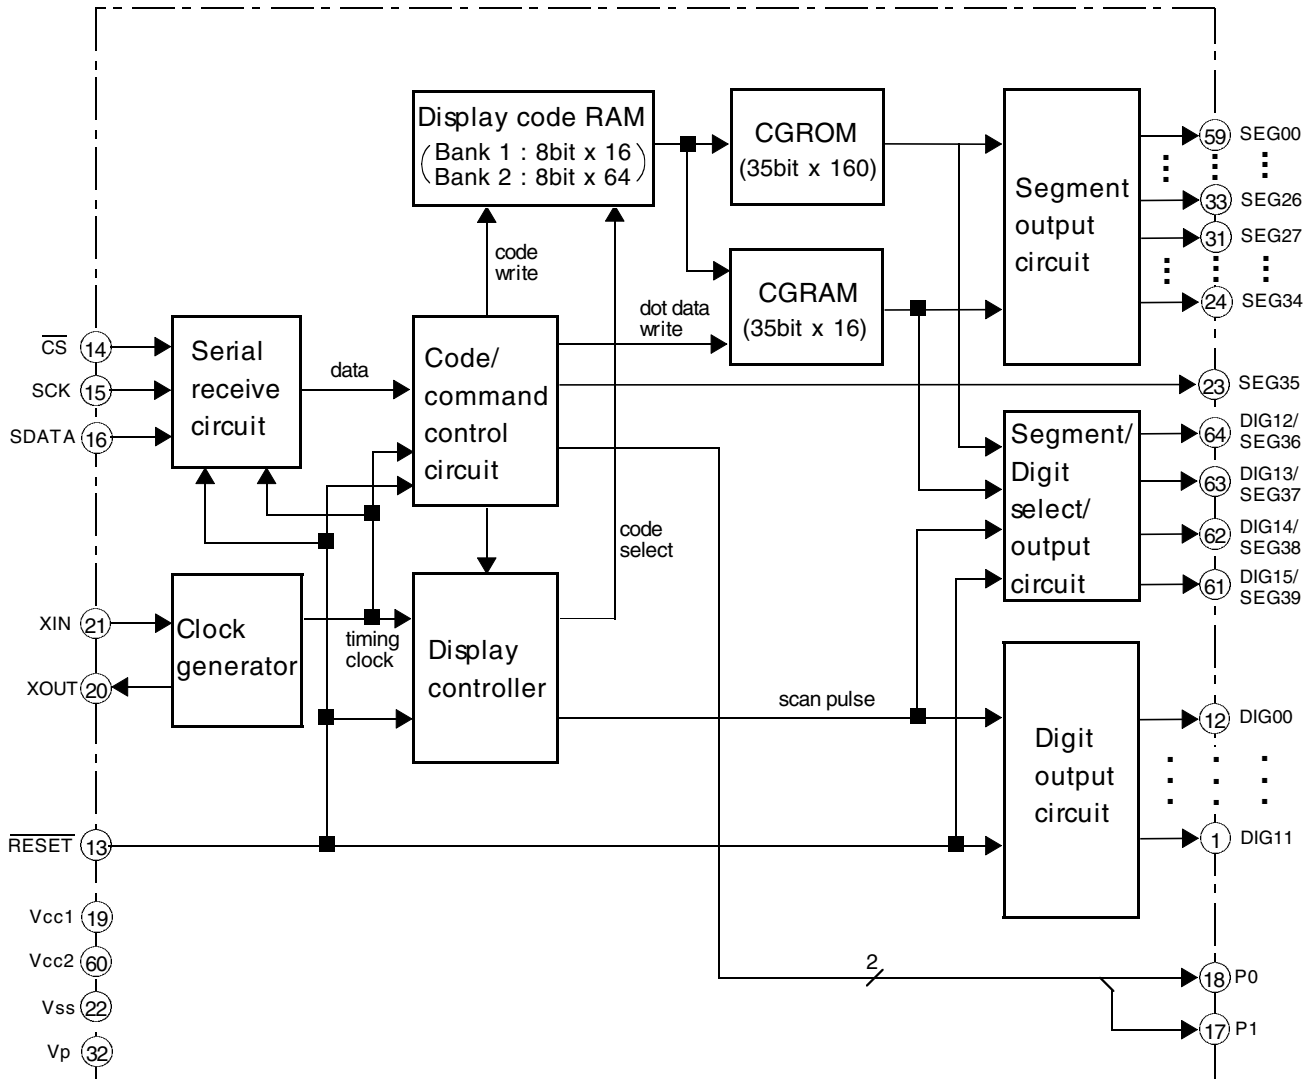 Display code RAM
(Bank 1 : 8bit x 16
Bank 2 : 8bit x 64)
CGROM
(35bit x 160)
CGRAM
(35bit x 16)
Segment
output
circuit
59 SEG00
33 SEG26
31 SEG27
24 SEG34
code
write
dot data
write
CS 14
SCK 15
SDATA 16
Serial
receive
circuit
data
Code/
command
control
circuit
23 SEG35
Segment/
Digit
select/
output
circuit
64 DIG12/
SEG36
63 DIG13/
SEG37
62 DIG14/
SEG38
61 DIG15/
SEG39
code
select
XIN 21
XOUT 20
Clock
generator
timing
clock
Display
controller
scan pulse
Digit
output
circuit
12 DIG00
1 DIG11
RESET 13
Vcc1 19
Vcc2 60
Vss 22
Vp 32
2
18 P0
17 P1